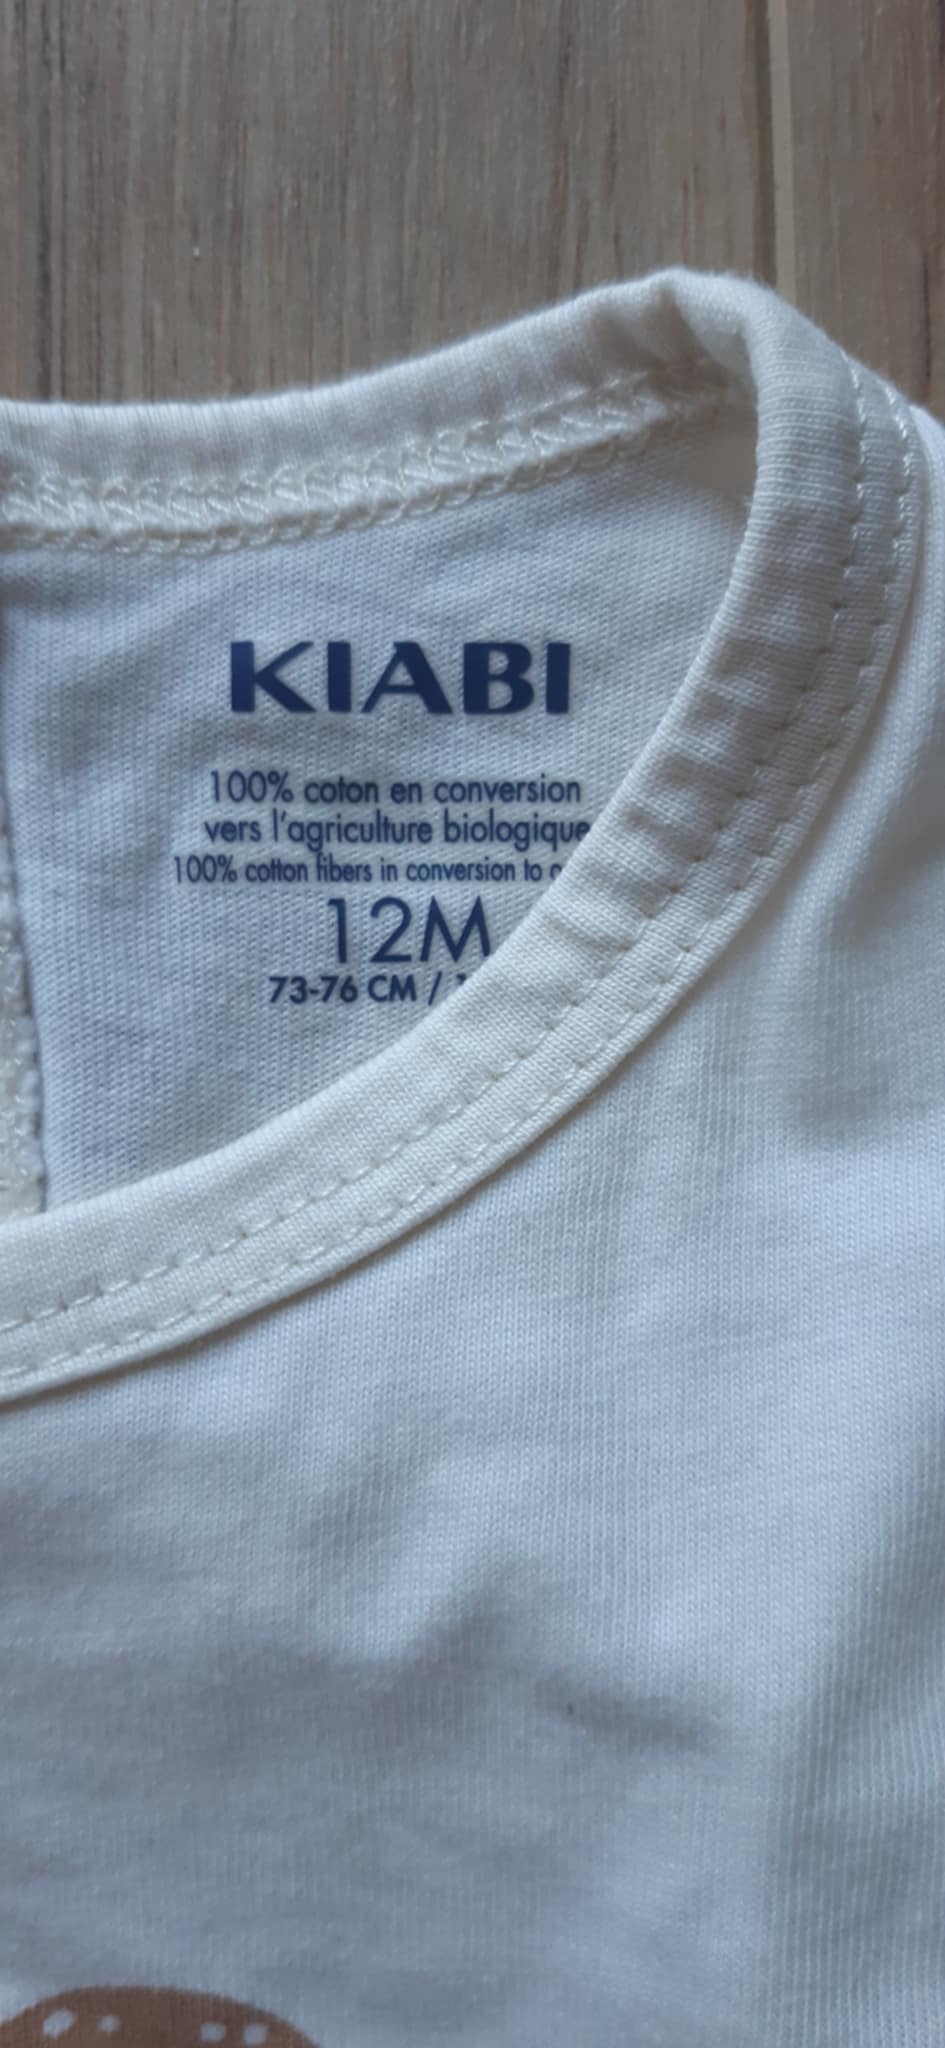 KIABI
100% coton en conversion
vers l'agriculture biologique
100% cotton fibers in conversion to
12M
73-76 CM /